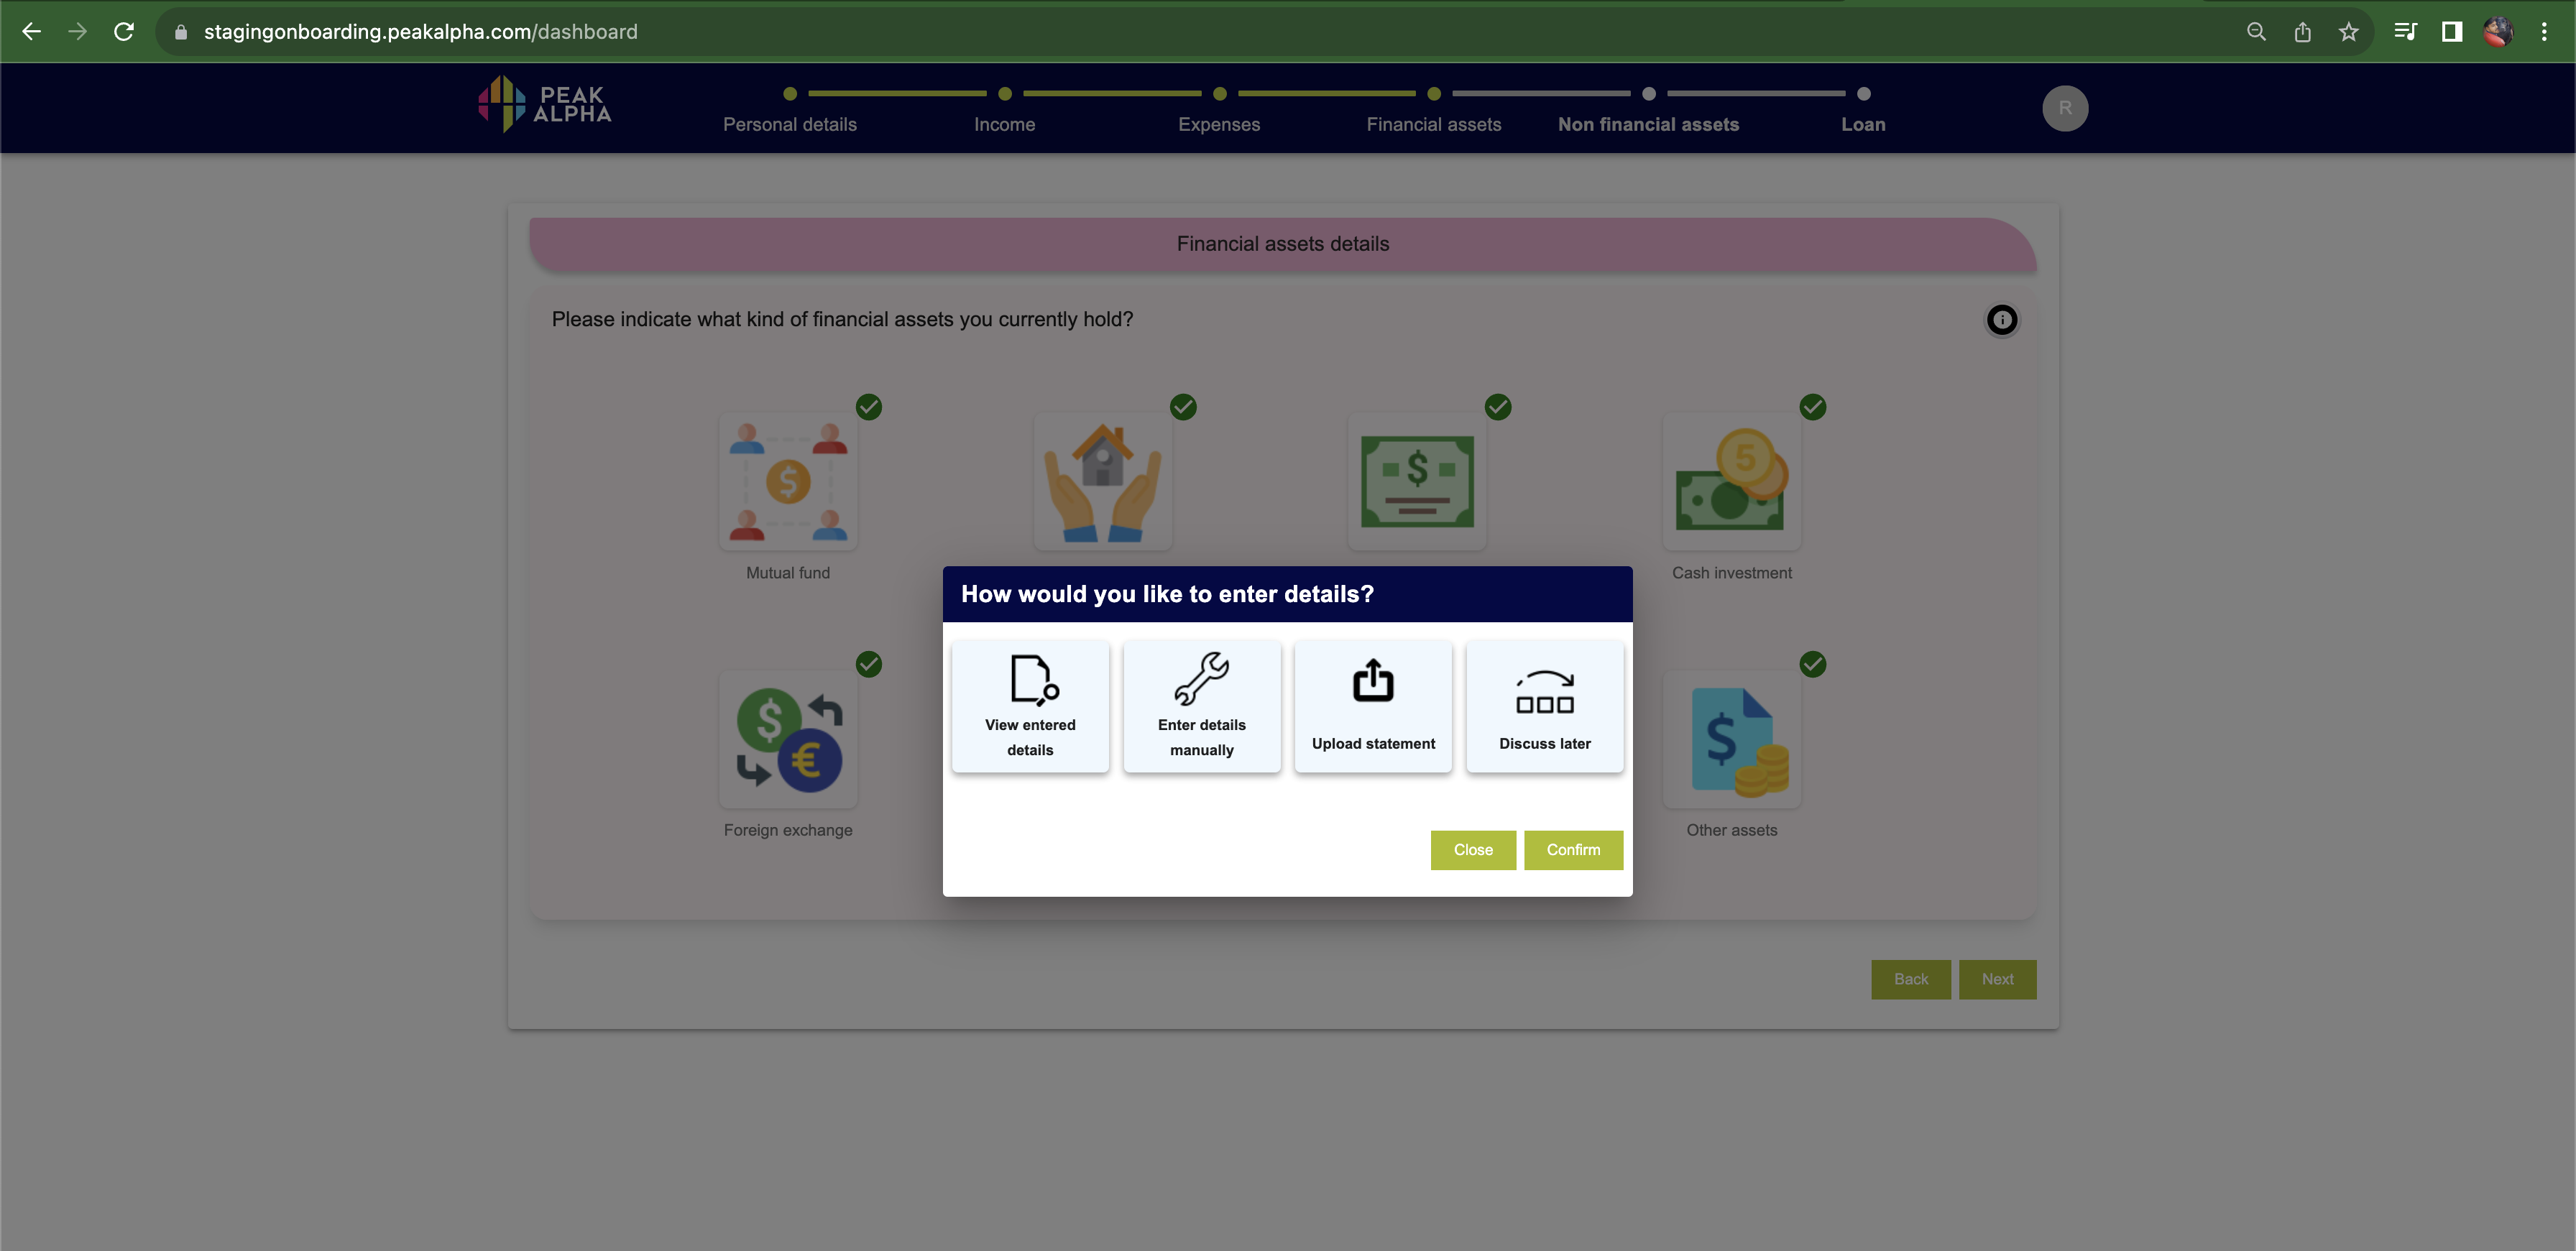 stagingonboarding.peakalpha.com/dashboard
PEAK
ALPHA
Personal details
Income
Expenses
Financial assets
Non financial assets
Loan
R
Financial assets details
Please indicate what kind of financial assets you currently hold?
$
$
5
Mutual fund
Cash investment
How would you like to enter details?
View entered
details
Enter details
manually
Upload statement
Discuss later
$
€
$
Foreign exchange
Other assets
Close
Confirm
Back
Next